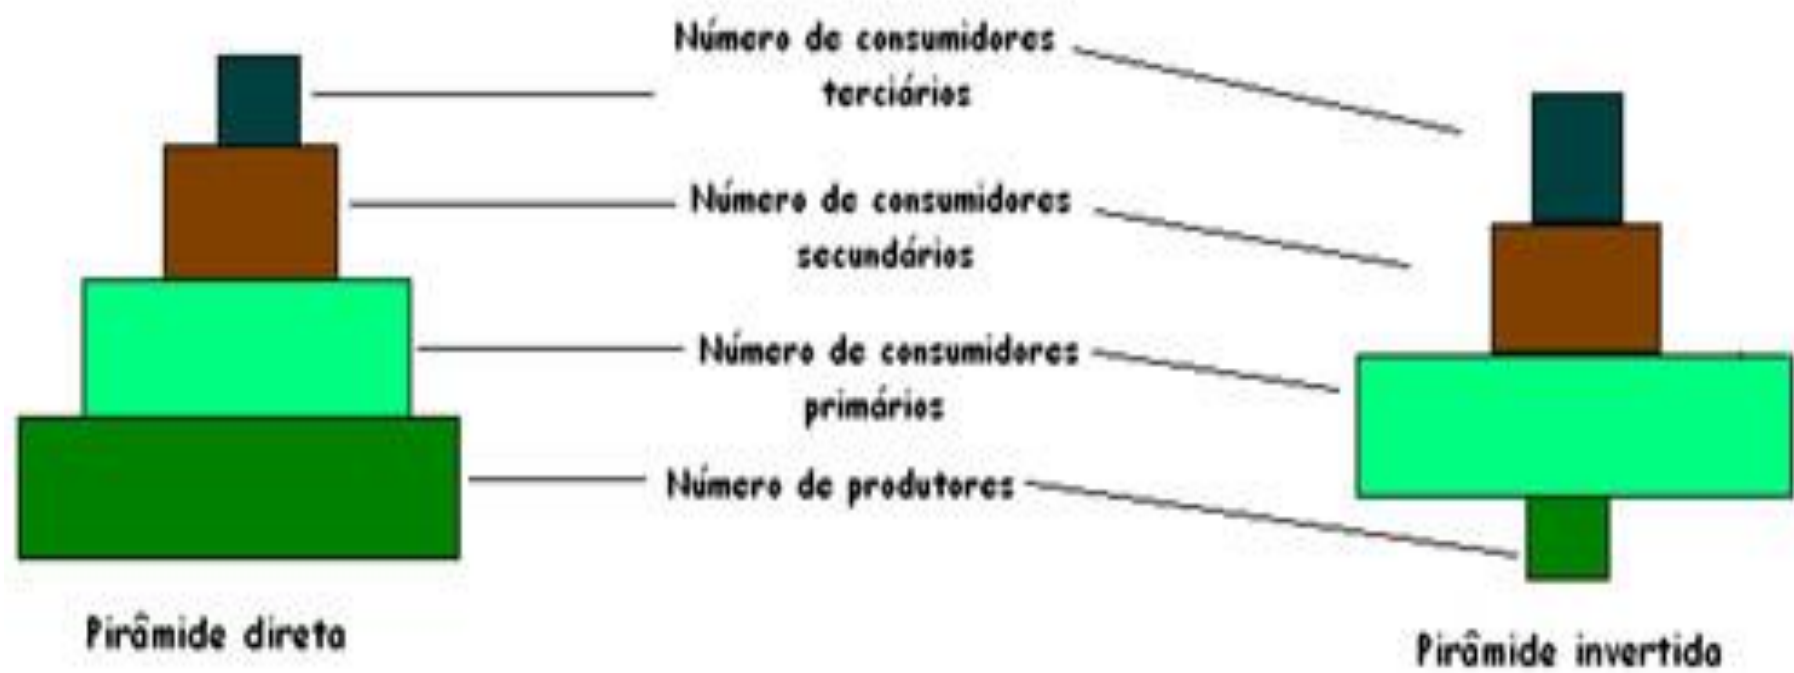 Número de consumidores
terciários
Número de consumidores
secundários
Número de consumidores
primários
Número de produtores
Pirâmide direta
Pirâmide invertida